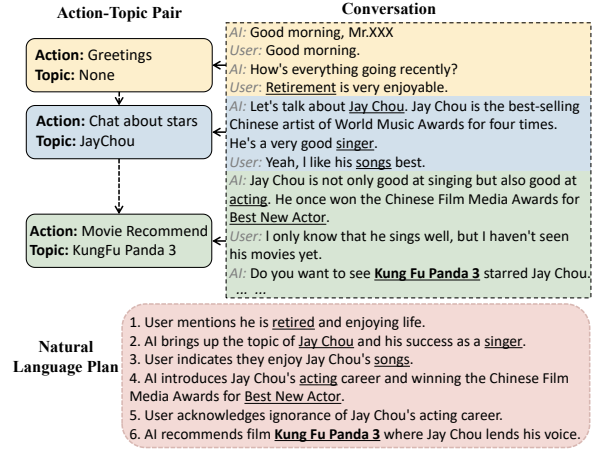 Action-Topic Pair
Action: Greetings
Topic: None
Action: Chat about stars
Topic: JayChou
Action: Movie Recommend
Topic: KungFu Panda 3
Conversation
AI: Good morning, Mr.XXX
User: Good morning.
AI: How's everything going recently?
User: Retirement is very enjoyable.
AI: Let's talk about Jay Chou. Jay Chou is the best-selling
Chinese artist of World Music Awards for four times.
He's a very good singer.
User: Yeah, l like his songs best.
AI: Jay Chou is not only good at singing but also good at
acting. He once won the Chinese Film Media Awards for
Best New Actor.
User: l only know that he sings well, but I haven't seen
his movies yet.
AI: Do you want to see Kung Fu Panda 3 starred Jay Chou.
... ...
Natural
Language Plan
1. User mentions he is retired and enjoying life.
2. AI brings up the topic of Jay Chou and his success as a singer.
3. User indicates they enjoy Jay Chou's songs.
4. AI introduces Jay Chou's acting career and winning the Chinese Film
Media Awards for Best New Actor.
5. User acknowledges ignorance of Jay Chou's acting career.
6. AI recommends film Kung Fu Panda 3 where Jay Chou lends his voice.